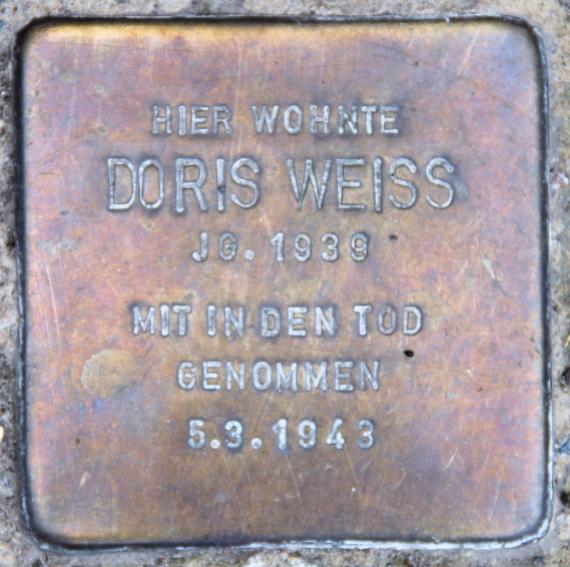 HIER WOHNTE
DORIS WEISS
JG. 1939
MIT IN DEN TOD
GENOMMEN
5.3.1943